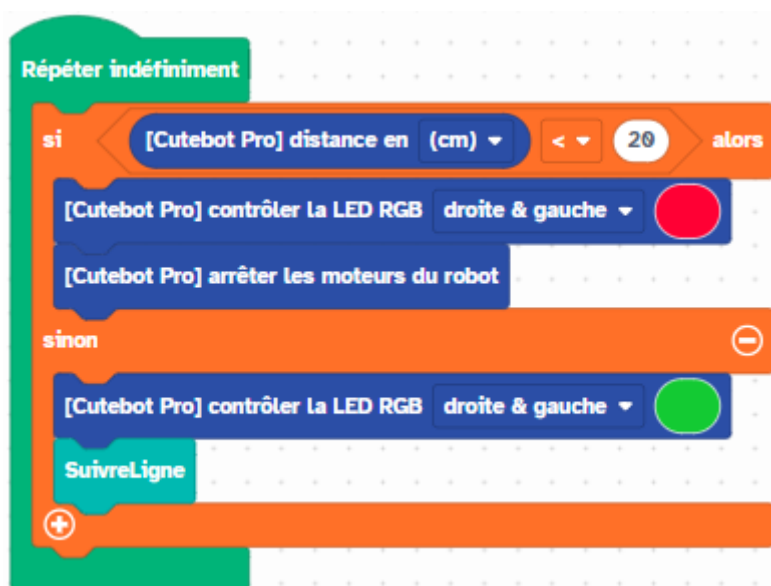 Répéter indéfiniment
si [Cutebot Pro] distance en (cm) < 20 alors
[Cutebot Pro] contrôler la LED RGB droite & gauche
[Cutebot Pro] arrêter les moteurs du robot
sinon
[Cutebot Pro] contrôler la LED RGB droite & gauche
SuivreLigne